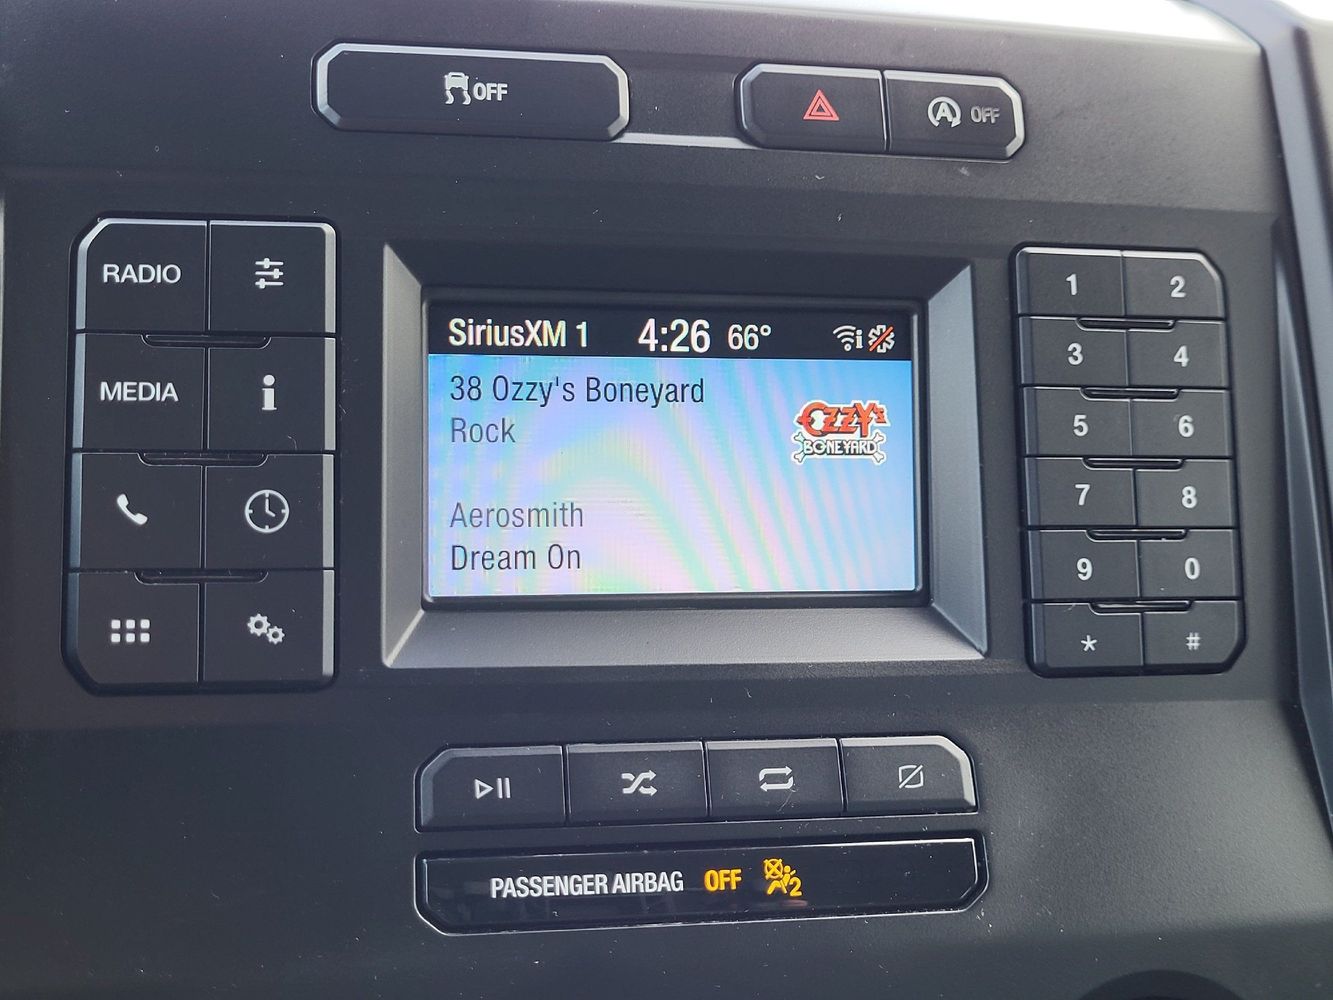 OFF
A OFF
RADIO
MEDIA
i
SiriusXM 1 4:26 66° i
38 Ozzy's Boneyard
Rock
OZZY's
BONEYARD
Aerosmith
Dream On
1 2
3 4
5 6
7 8
9 0
* #
PASSENGER AIRBAG OFF 2